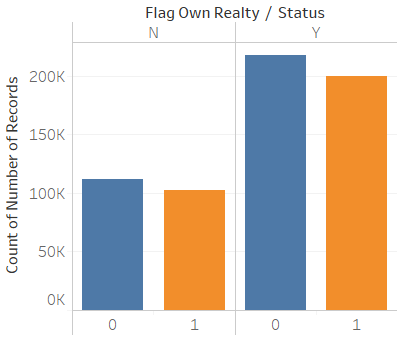 Flag Own Realty / Status
N Y
Count of Number of Records
200K
150K
100K
50K
0K
0 1 0 1